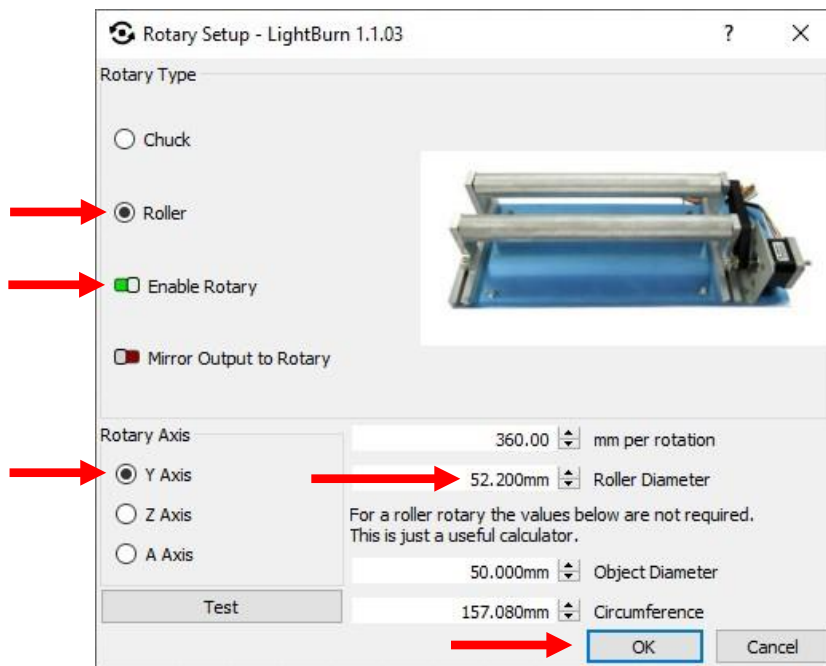 Rotary Setup - LightBurn 1.1.03 ?
Rotary Type
Chuck
Roller
Enable Rotary
Mirror Output to Rotary
Rotary Axis
Y Axis
Z Axis
A Axis
Test
360.00 mm per rotation
52.200mm Roller Diameter
For a roller rotary the values below are not required.
This is just a useful calculator.
50.000mm Object Diameter
157.080mm Circumference
OK Cancel